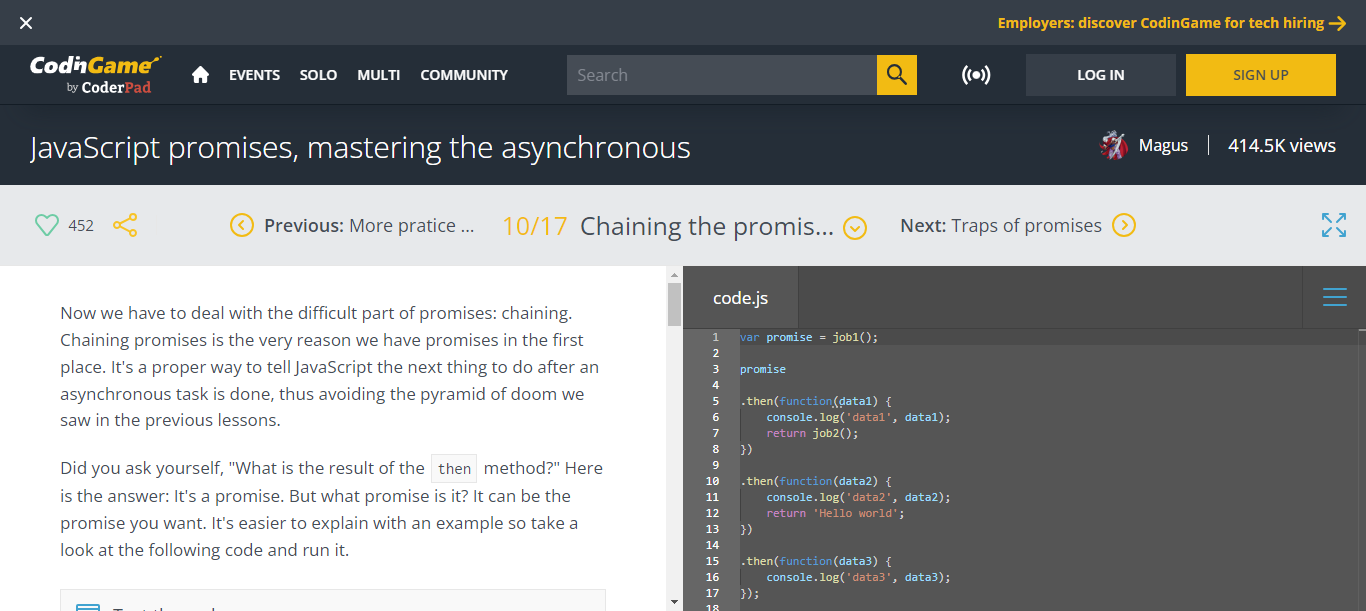 Employers: discover CodinGame for tech hiring
CodinGame
by CoderPad
EVENTS SOLO MULTI COMMUNITY
Search
LOG IN
SIGN UP
JavaScript promises, mastering the asynchronous
Magus
414.5K views
452
Previous: More pratice ...
10/17 Chaining the promis...
Next: Traps of promises
Now we have to deal with the difficult part of promises: chaining.
Chaining promises is the very reason we have promises in the first
place. It's a proper way to tell JavaScript the next thing to do after an
asynchronous task is done, thus avoiding the pyramid of doom we
saw in the previous lessons.
Did you ask yourself, "What is the result of the then method?" Here
is the answer: It's a promise. But what promise is it? It can be the
promise you want. It's easier to explain with an example so take a
look at the following code and run it.
code.js
1 var promise = job1();
2
3 promise
4
5 .then(function(data1) {
6 console.log('data1', data1);
7 return job2();
8 })
9
10 .then(function(data2) {
11 console.log('data2', data2);
12 return 'Hello world';
13 })
14
15 .then(function(data3) {
16 console.log('data3', data3);
17 });
18